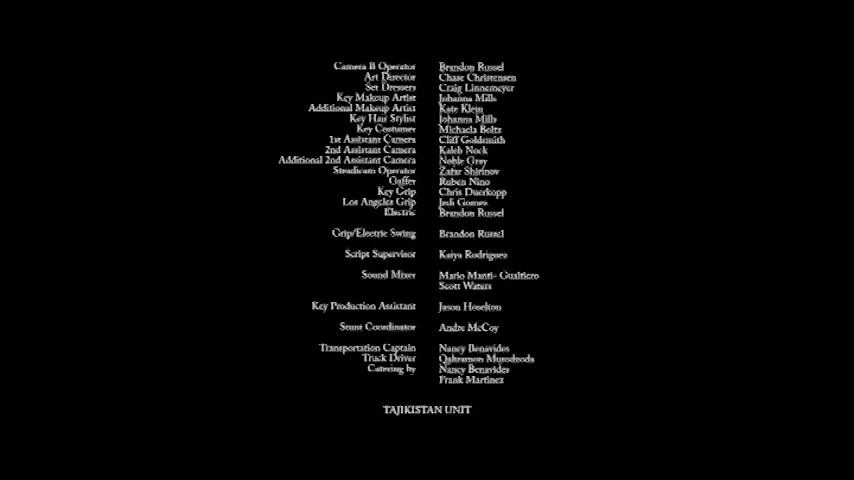 Camera B Operator Brandon Russel
Art Director Chase Christensen
Set Dressers Craig Linnemeyer
Key Makeup Artist Johanna Mills
Additional Makeup Artist Kate Klein
Key Hair Stylist Johanna Mills
Key Costumer Michaela Boltz
1st Assistant Camera Cliff Goldsmith
2nd Assistant Camera Kaleb Nock
Additional 2nd Assistant Camera Noble Gray
Steadicam Operator Zafar Shirinov
Gaffer Ruben Nino
Key Grip Chris Duerkopp
Los Angeles Grip Jedi Gomez
Electric Brandon Russel
Grip/Electric Swing Brandon Russel
Script Supervisor Kaiya Rodriguez
Sound Mixer Mario Manti- Gualtiero
Scott Waters
Key Production Assistant Jason Hoselton
Stunt Coordinator Andre McCoy
Transportation Captain Nancy Benavides
Truck Driver Qahramon Murodzoda
Catering by Nancy Benavides
Frank Martinez
TAJIKISTAN UNIT